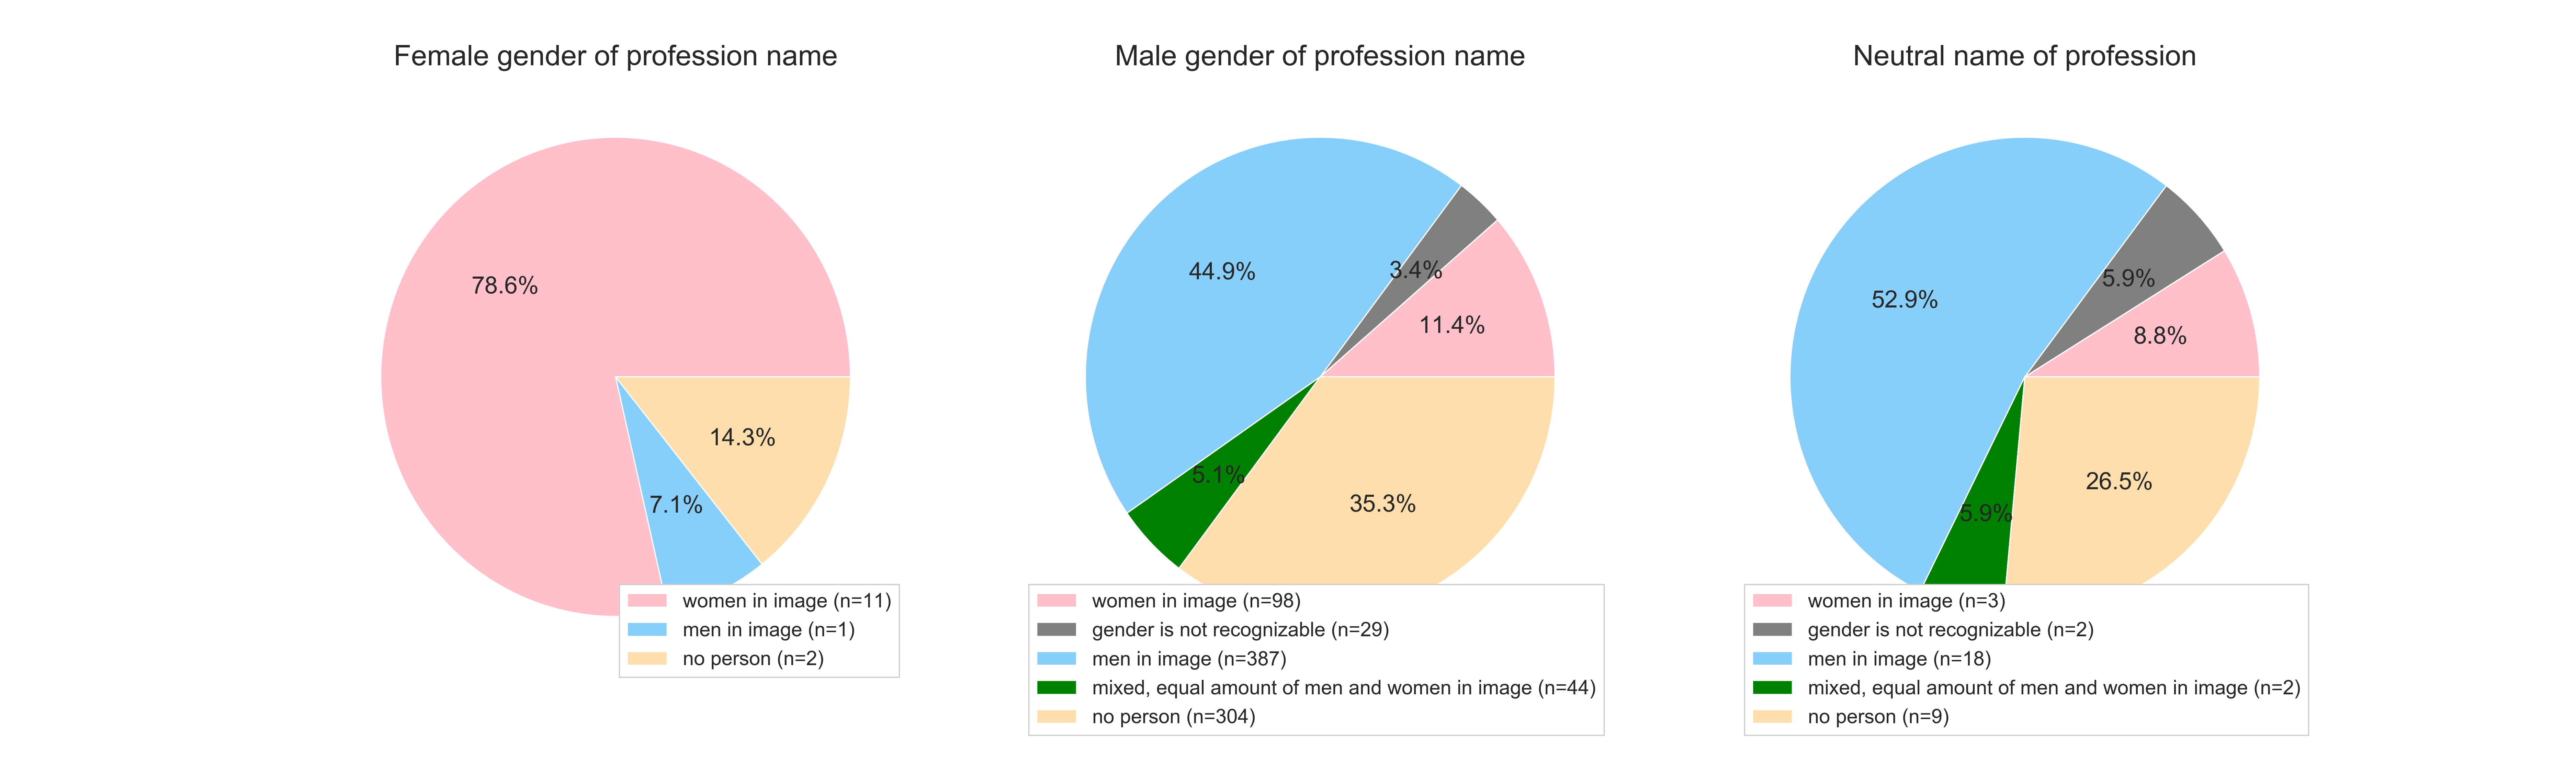 Female gender of profession name
78.6%
14.3%
7.1%
women in image (n=11)
men in image (n=1)
no person (n=2)
Male gender of profession name
44.9%
3.4%
11.4%
5.1%
35.3%
women in image (n=98)
gender is not recognizable (n=29)
men in image (n=387)
mixed, equal amount of men and women in image (n=44)
no person (n=304)
Neutral name of profession
52.9%
5.9%
8.8%
26.5%
5.9%
women in image (n=3)
gender is not recognizable (n=2)
men in image (n=18)
mixed, equal amount of men and women in image (n=2)
no person (n=9)